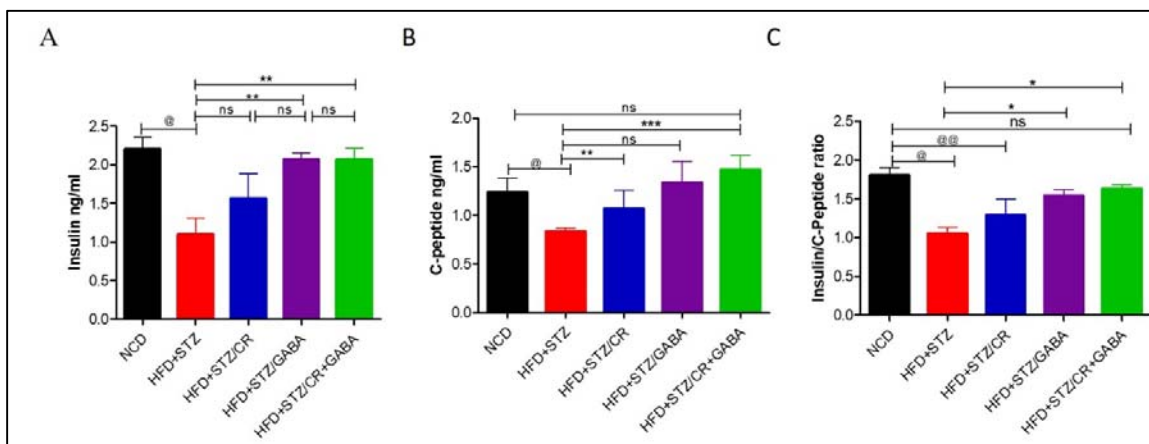 A
**
**
ns
ns
ns
@
2.5
2.0
1.5
1.0
0.5
0.0
Insulin ng/ml
NCD
HFD+STZ
HFD+STZ/CR
HFD+STZ/GABA
HFD+STZ/CR+GABA
B
ns
***
ns
@
**
2.0
1.5
1.0
0.5
0.0
C-peptide ng/ml
NCD
HFD+STZ
HFD+STZ/CR
HFD+STZ/GABA
HFD+STZ/CR+GABA
C
*
*
ns
@@
@
2.0
1.5
1.0
0.5
0.0
Insulin/C-Peptide ratio
NCD
HFD+STZ
HFD+STZ/CR
HFD+STZ/GABA
HFD+STZ/CR+GABA